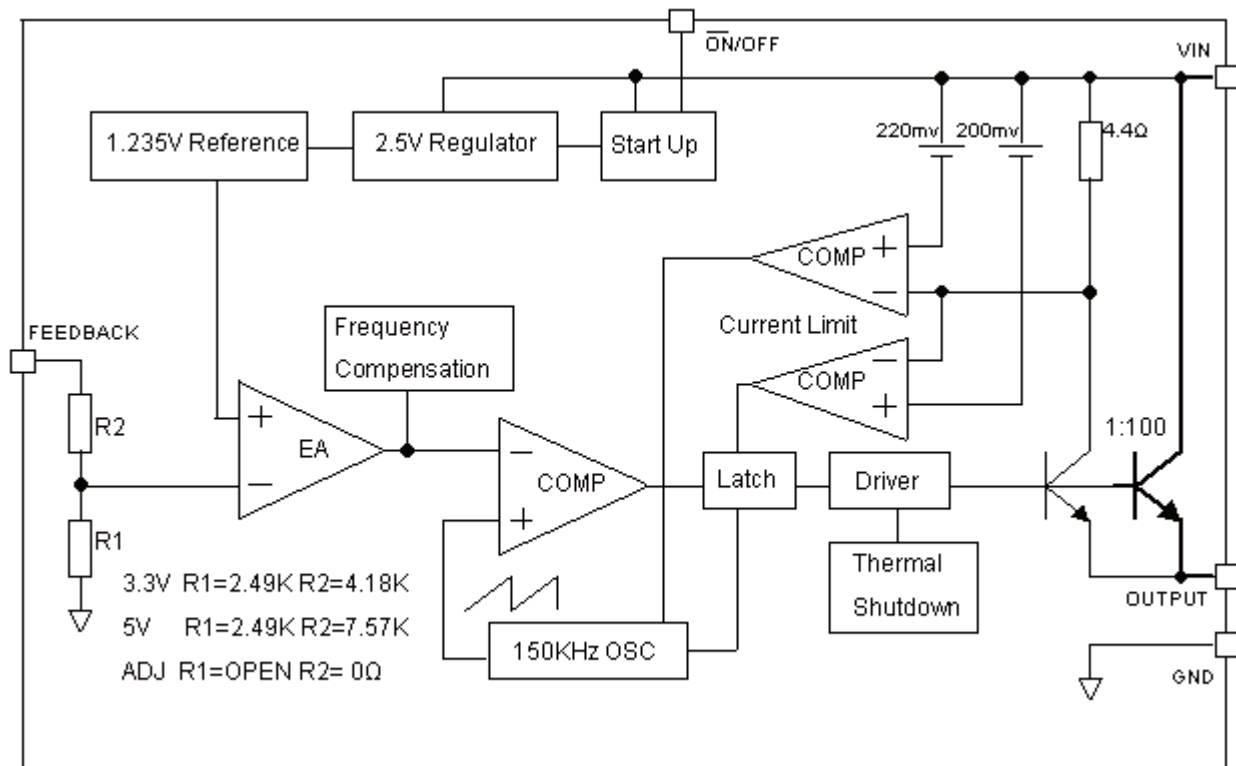 ON/OFF
VIN
1.235V Reference
2.5V Regulator
Start Up
220mv
200mv
4.4Ω
+
COMP
−
FEEDBACK
Frequency
Compensation
Current Limit
−
COMP
+
R2
+
EA
−
−
COMP
+
1:100
Latch
Driver
R1
Thermal
Shutdown
3.3V R1=2.49K R2=4.18K
5V R1=2.49K R2=7.57K
ADJ R1=OPEN R2= 0Ω
150KHz OSC
OUTPUT
GND